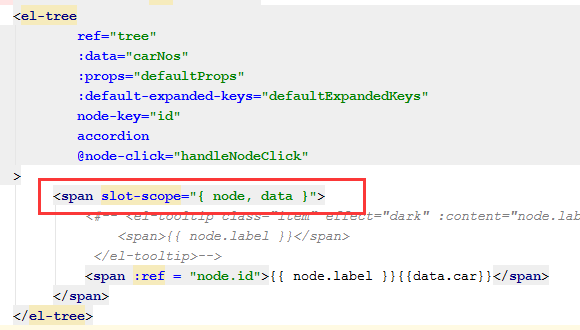 <el-tree
ref="tree"
:data="carNos"
:props="defaultProps"
:default-expanded-keys="defaultExpandedKeys"
node-key="id"
accordion
@node-click="handleNodeClick"
>
<span slot-scope="{ node, data }">
<#-- <el-tooltip class="item" effect="dark" :content="node.lab
<span>{{ node.label }}</span>
</el-tooltip>-->
<span :ref = "node.id">{{ node.label }}{{data.car}}</span>
</span>
</el-tree>